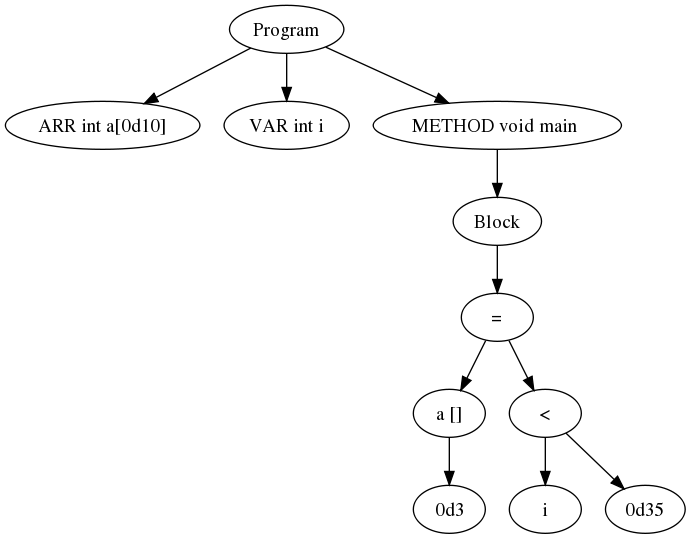 Program
ARR int a[0d10]
VAR int i
METHOD void main
Block
=
a []
<
0d3
i
0d35